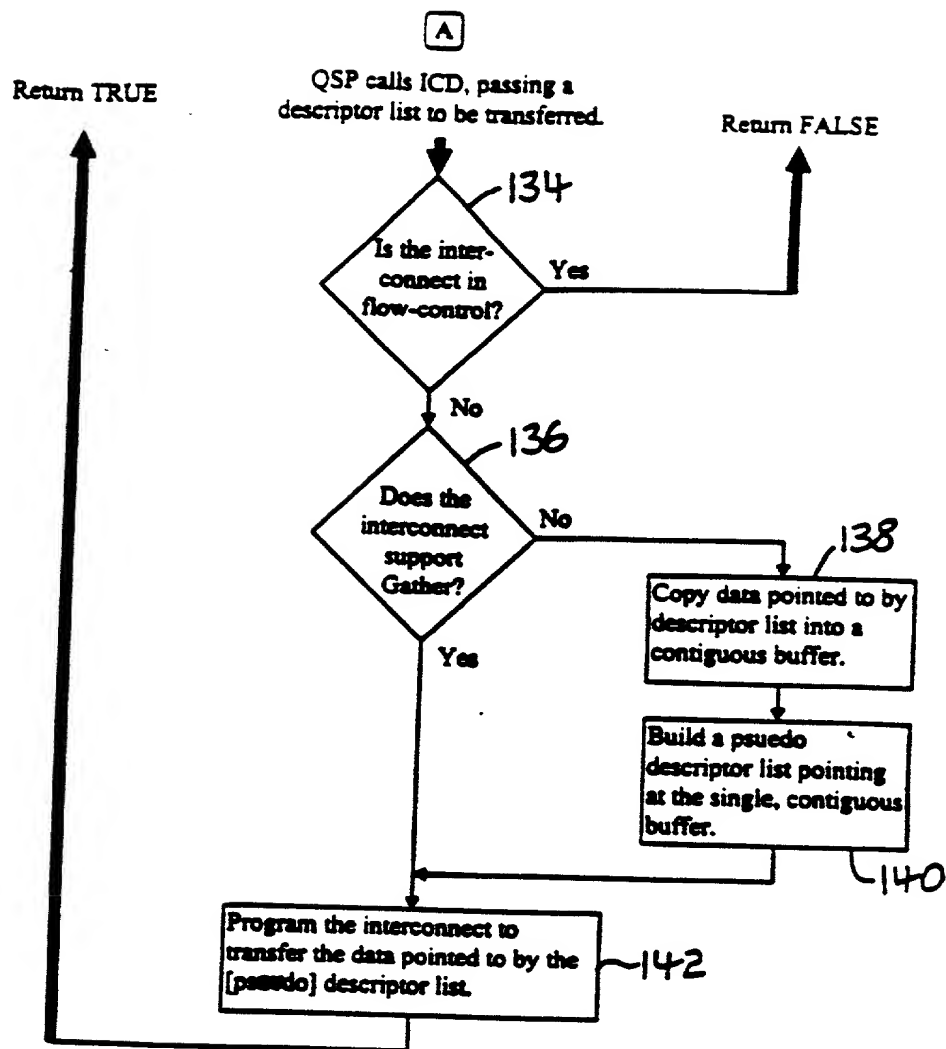 A
QSP calls ICD, passing a
descriptor list to be transferred.
Return TRUE
Return FALSE
134
Is the inter-
connect in
flow-control?
Yes
No
136
Does the
interconnect
support
Gather?
No
Yes
138
Copy data pointed to by
descriptor list into a
contiguous buffer.
Build a psuedo
descriptor list pointing
at the single, contiguous
buffer.
140
Program the interconnect to
transfer the data pointed to by the
[pseudo] descriptor list.
142